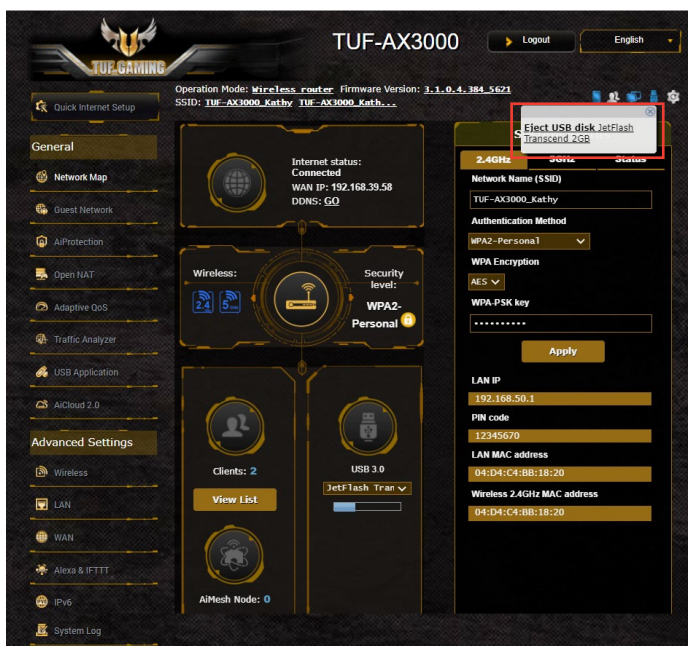 TUF-AX3000
Logout
English
TUF GAMING
Operation Mode: Wireless router Firmware Version: 3.1.0.4.384_5621
SSID: TUF-AX3000_Kathy TUF-AX3000_Kath...
Quick Internet Setup
Eject USB disk JetFlash
Transcend 2GB
General
Network Map
Guest Network
AiProtection
Open NAT
Adaptive QoS
Traffic Analyzer
USB Application
AiCloud 2.0
Advanced Settings
Wireless
LAN
WAN
Alexa & IFTTT
IPv6
System Log
Internet status:
Connected
WAN IP: 192.168.39.58
DDNS: GO
Wireless:
2.4
5
Security
level:
WPA2-
Personal
Clients: 2
View List
USB 3.0
JetFlash Tran
AiMesh Node: 0
2.4GHz
5GHz
Status
Network Name (SSID)
TUF-AX3000_Kathy
Authentication Method
WPA2-Personal
WPA Encryption
AES
WPA-PSK key
••••••••••
Apply
LAN IP
192.168.50.1
PIN code
12345670
LAN MAC address
04:D4:C4:BB:18:20
Wireless 2.4GHz MAC address
04:D4:C4:BB:18:20